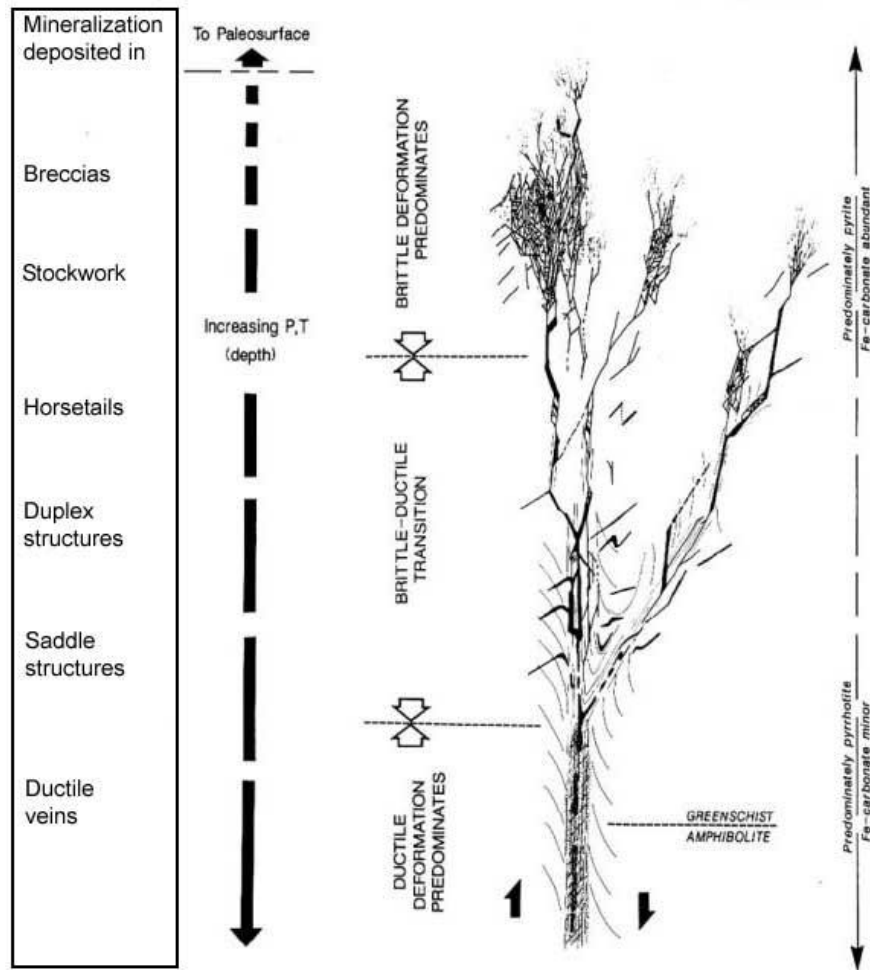 Mineralization
deposited in
Breccias
Stockwork
Horsetails
Duplex
structures
Saddle
structures
Ductile
veins
To Paleosurface
Increasing P,T
(depth)
BRITTLE DEFORMATION
PREDOMINATES
BRITTLE-DUCTILE
TRANSITION
DUCTILE
DEFORMATION
PREDOMINATES
GREENSCHIST
AMPHIBOLITE
Predominately pyrite
Fe-carbonate abundant
Predominately pyrrhotite
Fe-carbonate minor